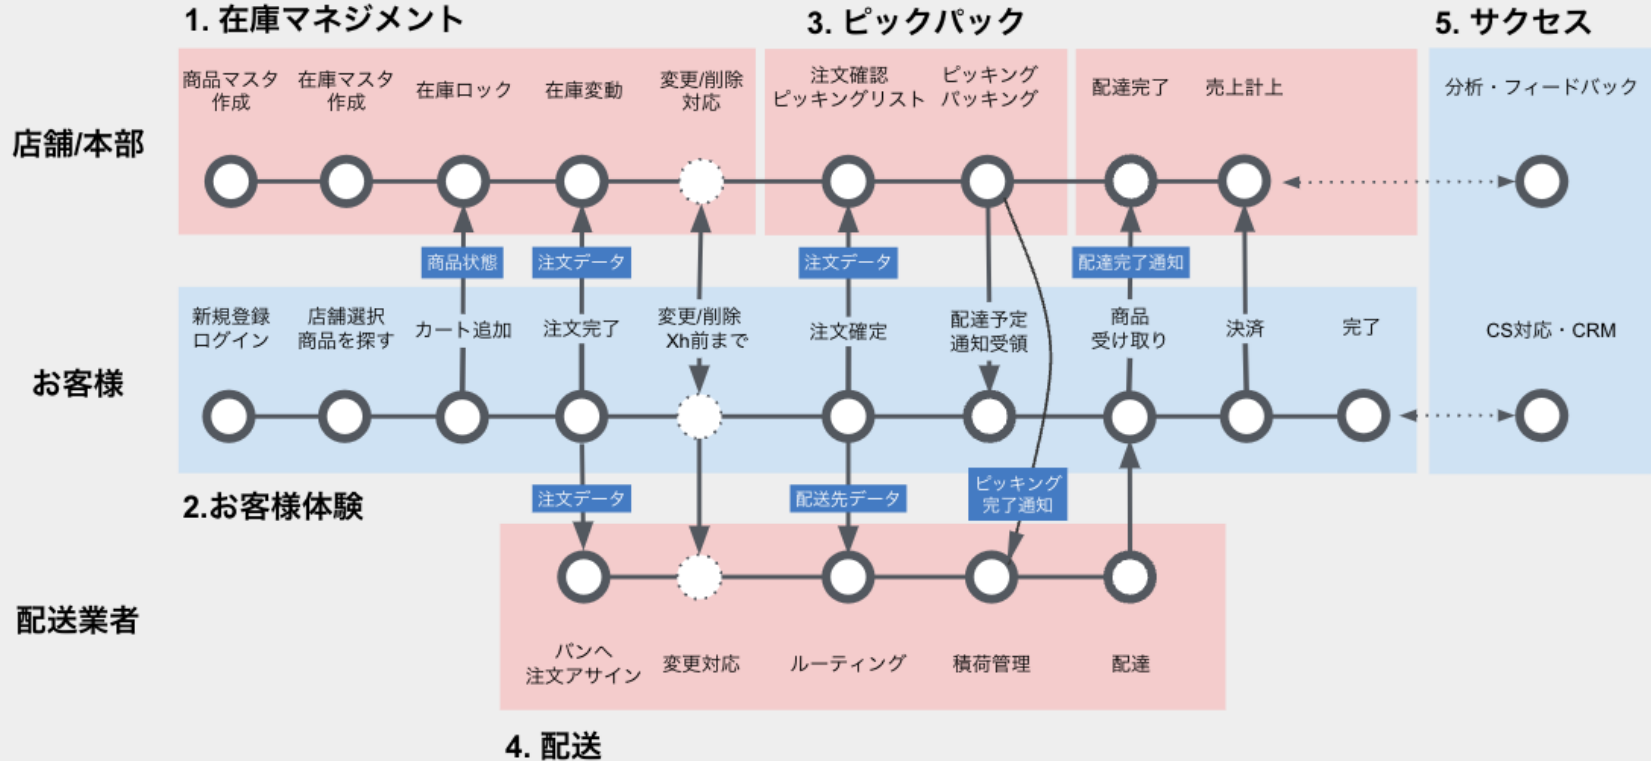 1. 在庫マネジメント
3. ピックパック
5. サクセス
商品マスタ
作成
在庫マスタ
作成
在庫ロック
在庫変動
変更/削除
対応
注文確認
ピッキングリスト
ピッキング
パッキング
配達完了
売上計上
分析・フィードバック
店舗/本部
商品状態
注文データ
注文データ
配達完了通知
新規登録
ログイン
店舗選択
商品を探す
カート追加
注文完了
変更/削除
Xh前まで
注文確定
配達予定
通知受領
商品
受け取り
決済
完了
CS対応・CRM
お客様
2.お客様体験
注文データ
配送先データ
ピッキング
完了通知
配送業者
バンへ
注文アサイン
変更対応
ルーティング
積荷管理
配達
4. 配送